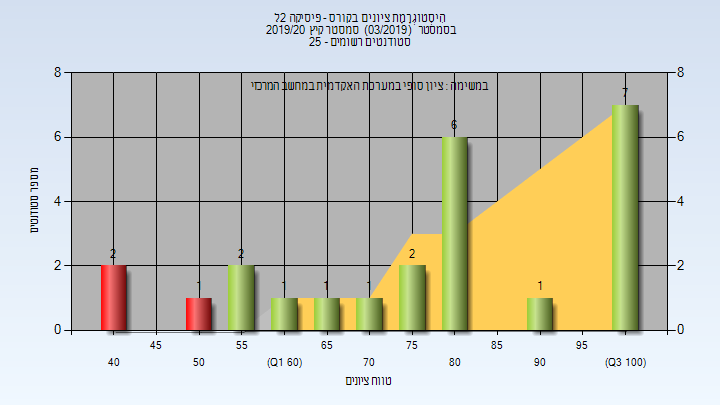 היסטוגרמת ציונים בקורס - פיסיקה 2ל
בסמסטר (03/2019) סמסטר קיץ 2019/20
סטודנטים רשומים - 25
במשימה : ציון סופי במערכת האקדמית במחשב המרכזי
מספר סטודנטים
8 8
6 6
4 4
2 2
0 0
2 1 2 1 1 1 2 6 1 7
45 55 65 75 85 95
40 50 (Q1 60) 70 80 90 (Q3 100)
טווח ציונים